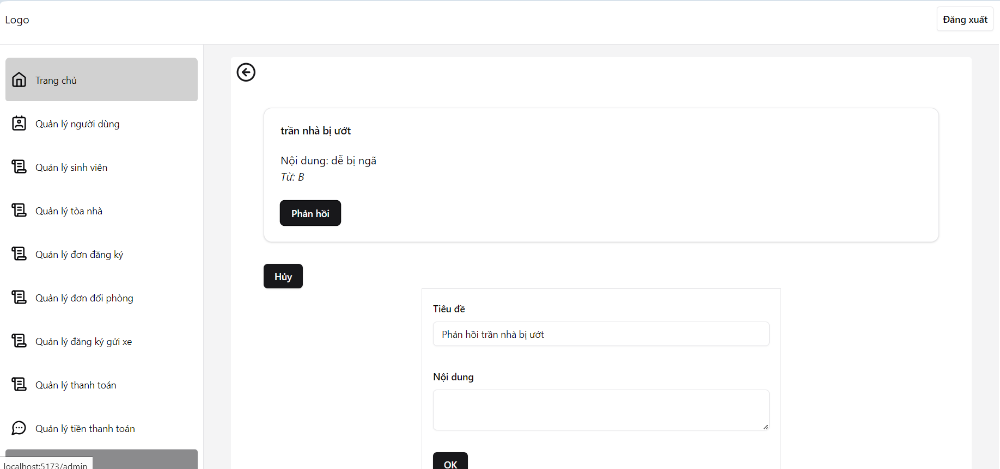 Logo
Đăng xuất
Trang chủ
Quản lý người dùng
Quản lý sinh viên
Quản lý tòa nhà
Quản lý đơn đăng ký
Quản lý đơn đổi phòng
Quản lý đăng ký gửi xe
Quản lý thanh toán
Quản lý tiền thanh toán
localhost:5173/admin
trần nhà bị ướt
Nội dung: dễ bị ngã
Từ: B
Phản hồi
Hủy
Tiêu đề
Phản hồi trần nhà bị ướt
Nội dung
OK